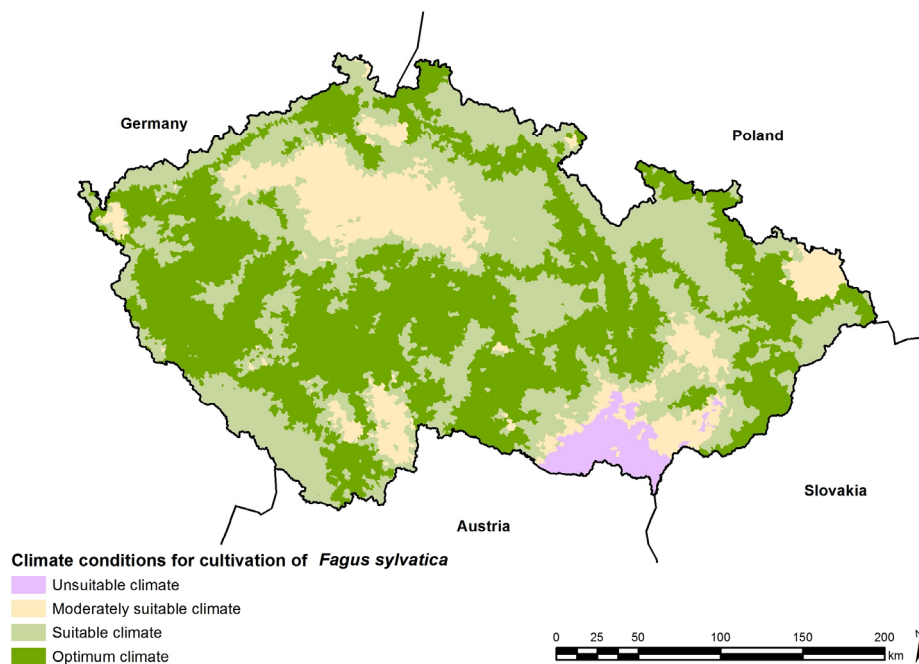 Germany
Poland
Slovakia
Austria
Climate conditions for cultivation of Fagus sylvatica
Unsuitable climate
Moderately suitable climate
Suitable climate
Optimum climate
0 25 50 100 150 200
km
N